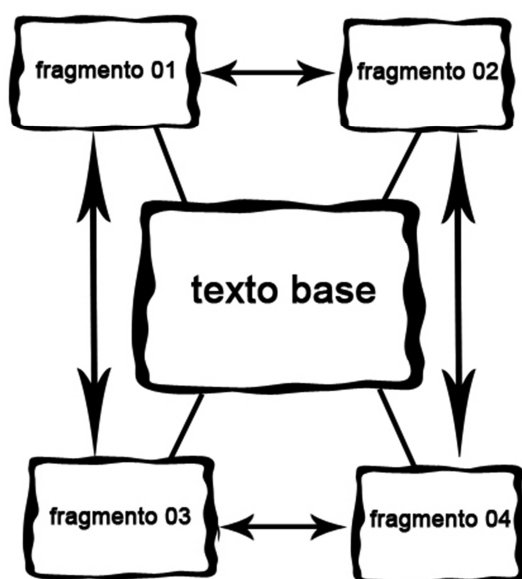 fragmento 01
fragmento 02
texto base
fragmento 03
fragmento 04